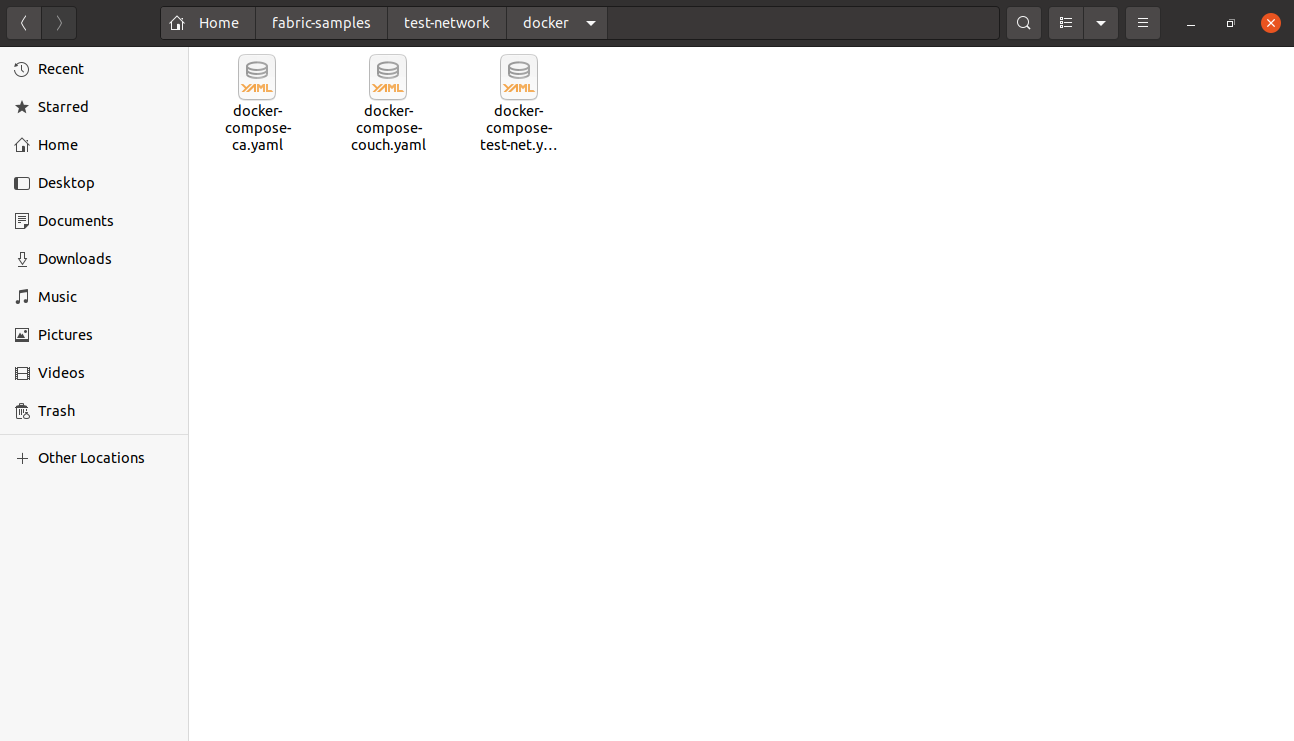 Home fabric-samples test-network docker
Recent
Starred
Home
Desktop
Documents
Downloads
Music
Pictures
Videos
Trash
Other Locations
YAML
docker-
compose-
ca.yaml
YAML
docker-
compose-
couch.yaml
YAML
docker-
compose-
test-net.y…